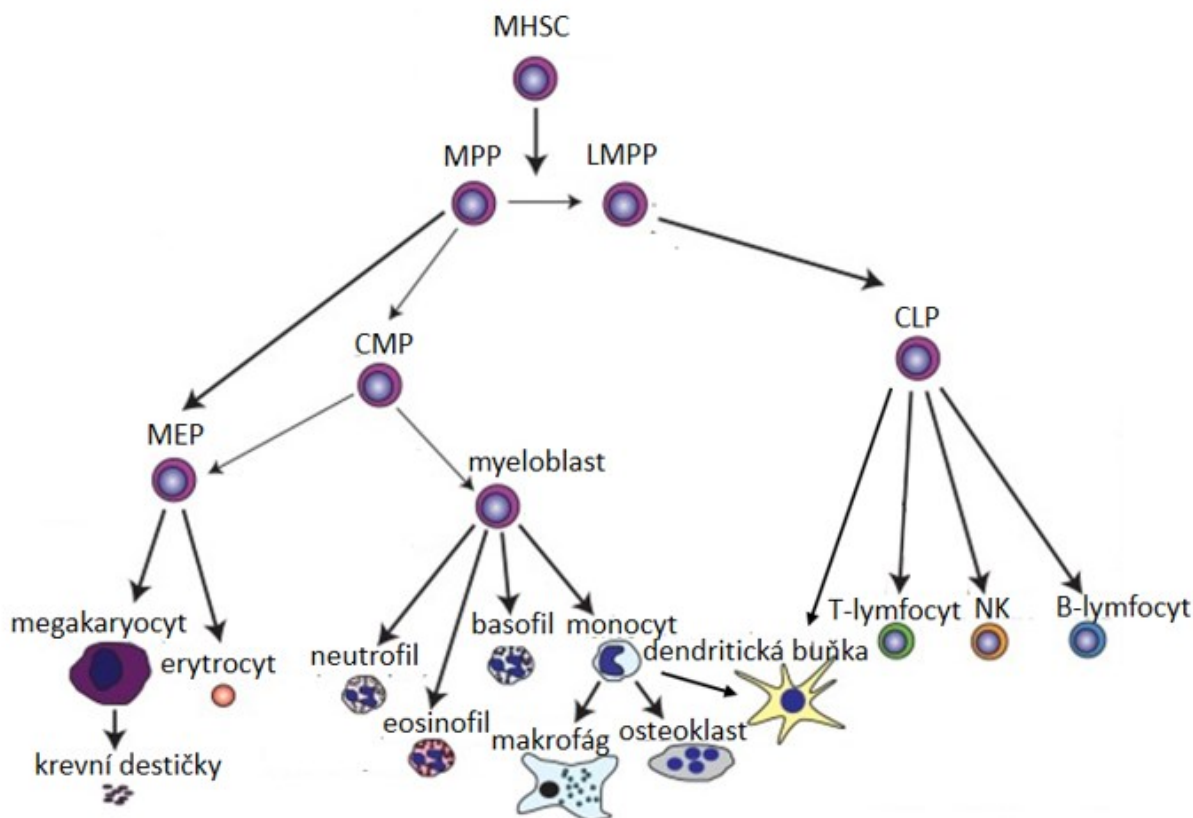 MHSC
MPP
LMPP
CLP
CMP
MEP
myeloblast
megakaryocyt
erytrocyt
neutrofil
basofil
monocyt
dendritická buňka
T-lymfocyt
NK
B-lymfocyt
eosinofil
makrofág
osteoklast
krevní destičky